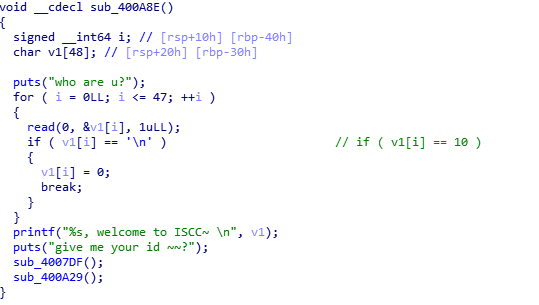 void __cdecl sub_400A8E()
{
  signed __int64 i; // [rsp+10h] [rbp-40h]
  char v1[48]; // [rsp+20h] [rbp-30h]

  puts("who are u?");
  for ( i = 0LL; i <= 47; ++i )
  {
    read(0, &v1[i], 1uLL);
    if ( v1[i] == '\n' )                          // if ( v1[i] == 10 )
    {
      v1[i] = 0;
      break;
    }
  }
  printf("%s, welcome to ISCC~ \n", v1);
  puts("give me your id ~~?");
  sub_4007DF();
  sub_400A29();
}